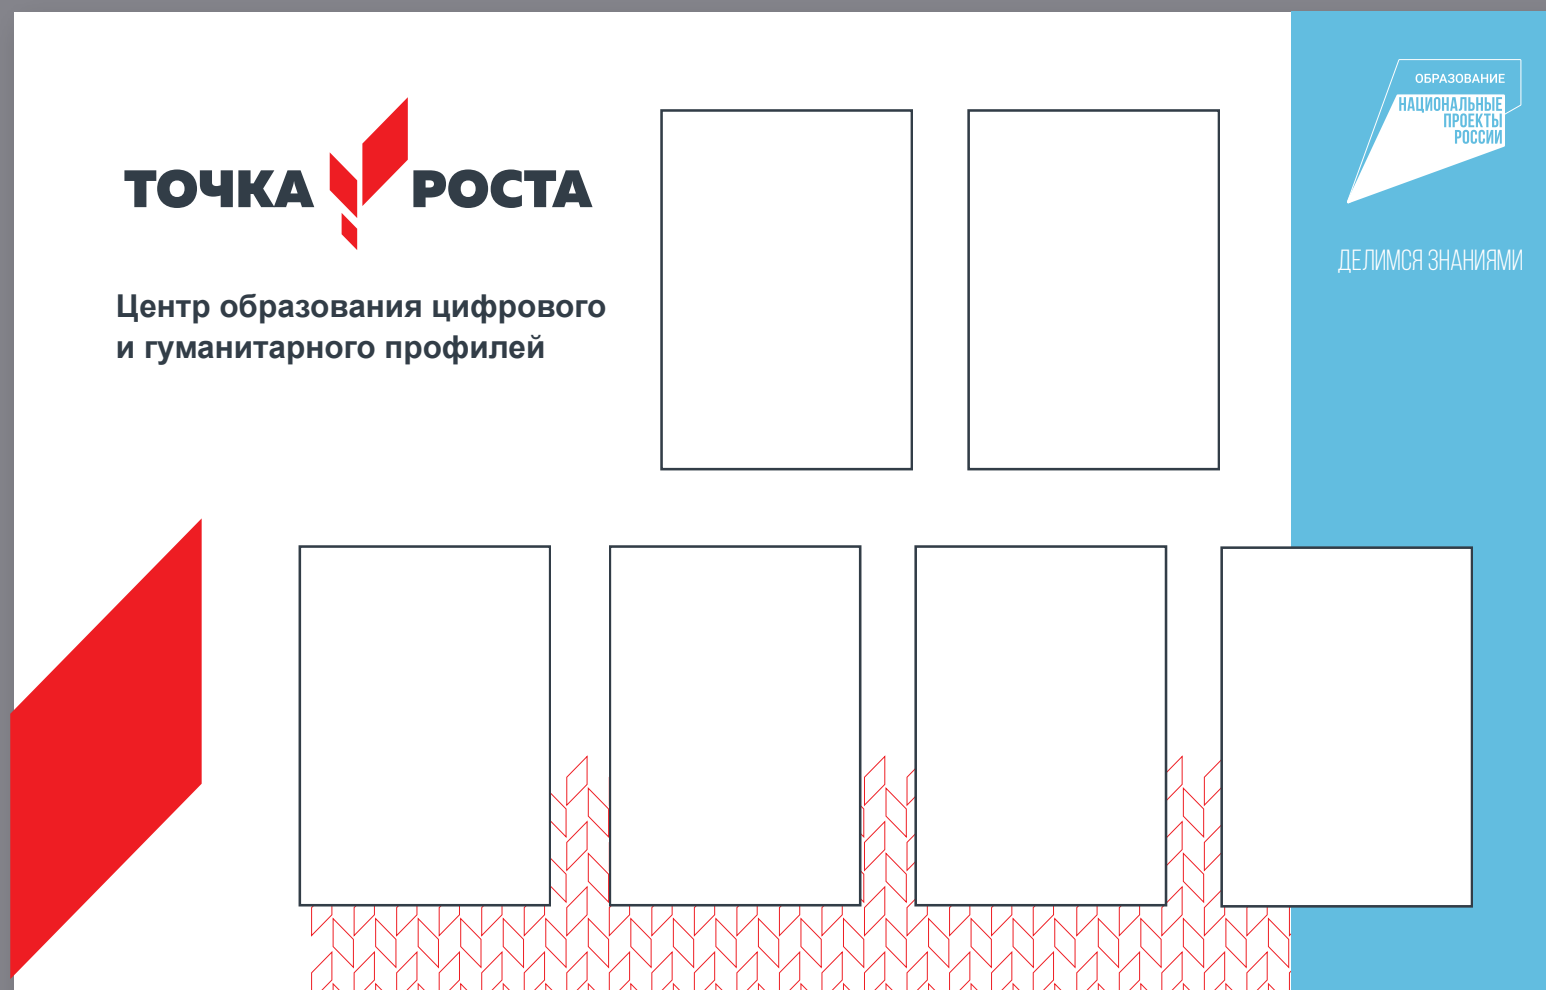 ТОЧКА РОСТА
Центр образования цифрового
и гуманитарного профилей
ОБРАЗОВАНИЕ
НАЦИОНАЛЬНЫЕ
ПРОЕКТЫ
РОССИИ
ДЕЛИМСЯ ЗНАНИЯМИ